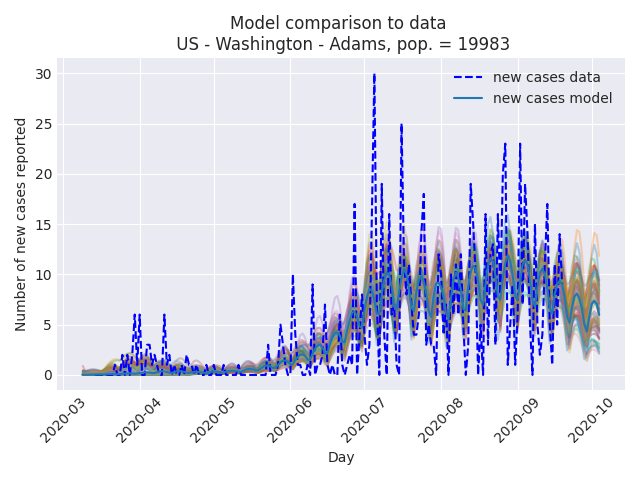 Model comparison to data
US - Washington - Adams, pop. = 19983
new cases data
new cases model
Number of new cases reported
30
25
20
15
10
5
0
2020-03
2020-04
2020-05
2020-06
2020-07
2020-08
2020-09
2020-10
Day